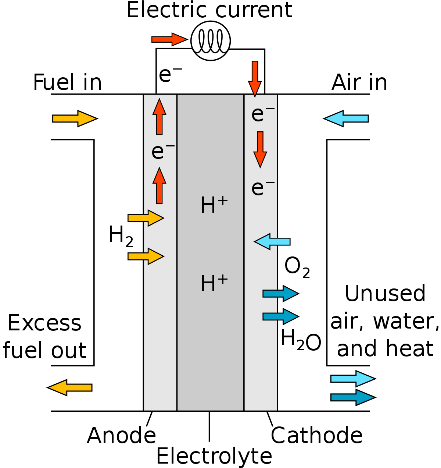 Electric current
e⁻
Fuel in
Air in
e⁻
e⁻
e⁻
H⁺
H₂
O₂
H⁺
H₂O
Excess
fuel out
Unused
air, water,
and heat
Anode
Cathode
Electrolyte